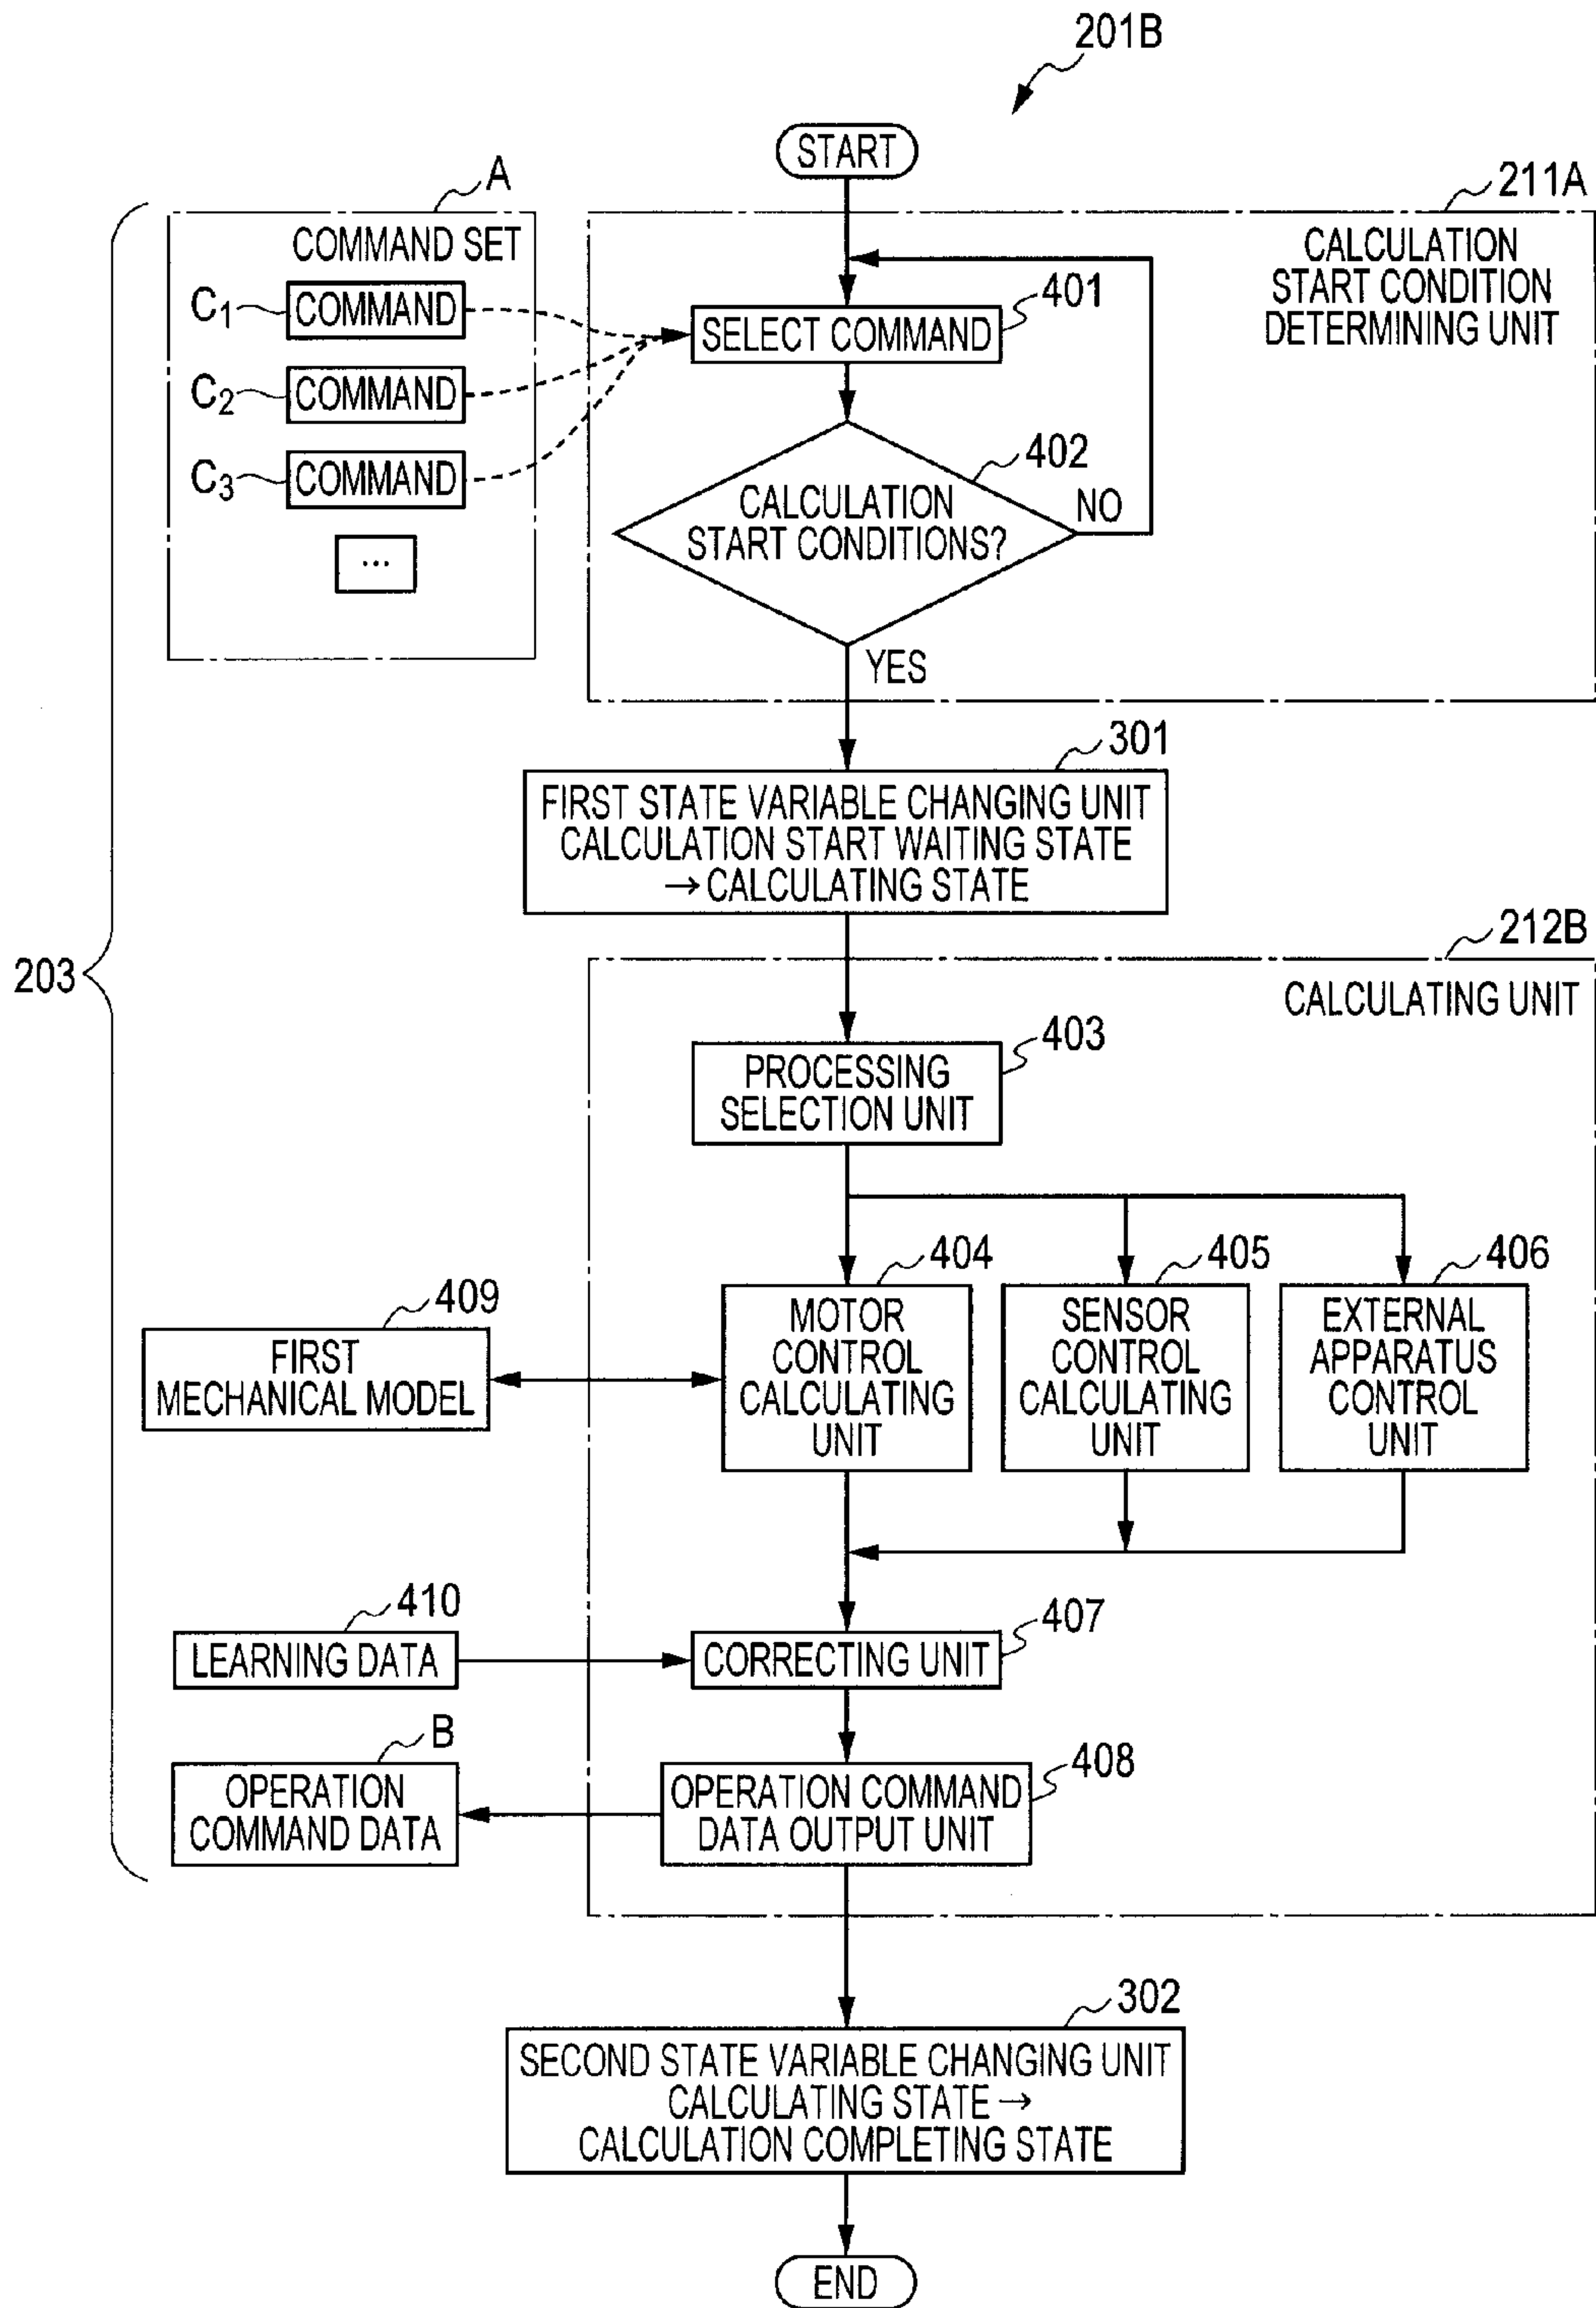 201B
START
A
211A
COMMAND SET
CALCULATION
START CONDITION
DETERMINING UNIT
C1
COMMAND
401
SELECT COMMAND
C2
COMMAND
C3
COMMAND
402
CALCULATION
START CONDITIONS?
NO
...
YES
301
FIRST STATE VARIABLE CHANGING UNIT
CALCULATION START WAITING STATE
→ CALCULATING STATE
203
212B
CALCULATING UNIT
403
PROCESSING
SELECTION UNIT
404
405
406
409
FIRST
MECHANICAL MODEL
MOTOR
CONTROL
CALCULATING
UNIT
SENSOR
CONTROL
CALCULATING
UNIT
EXTERNAL
APPARATUS
CONTROL
UNIT
410
LEARNING DATA
407
CORRECTING UNIT
B
OPERATION
COMMAND DATA
408
OPERATION COMMAND
DATA OUTPUT UNIT
302
SECOND STATE VARIABLE CHANGING UNIT
CALCULATING STATE →
CALCULATION COMPLETING STATE
END